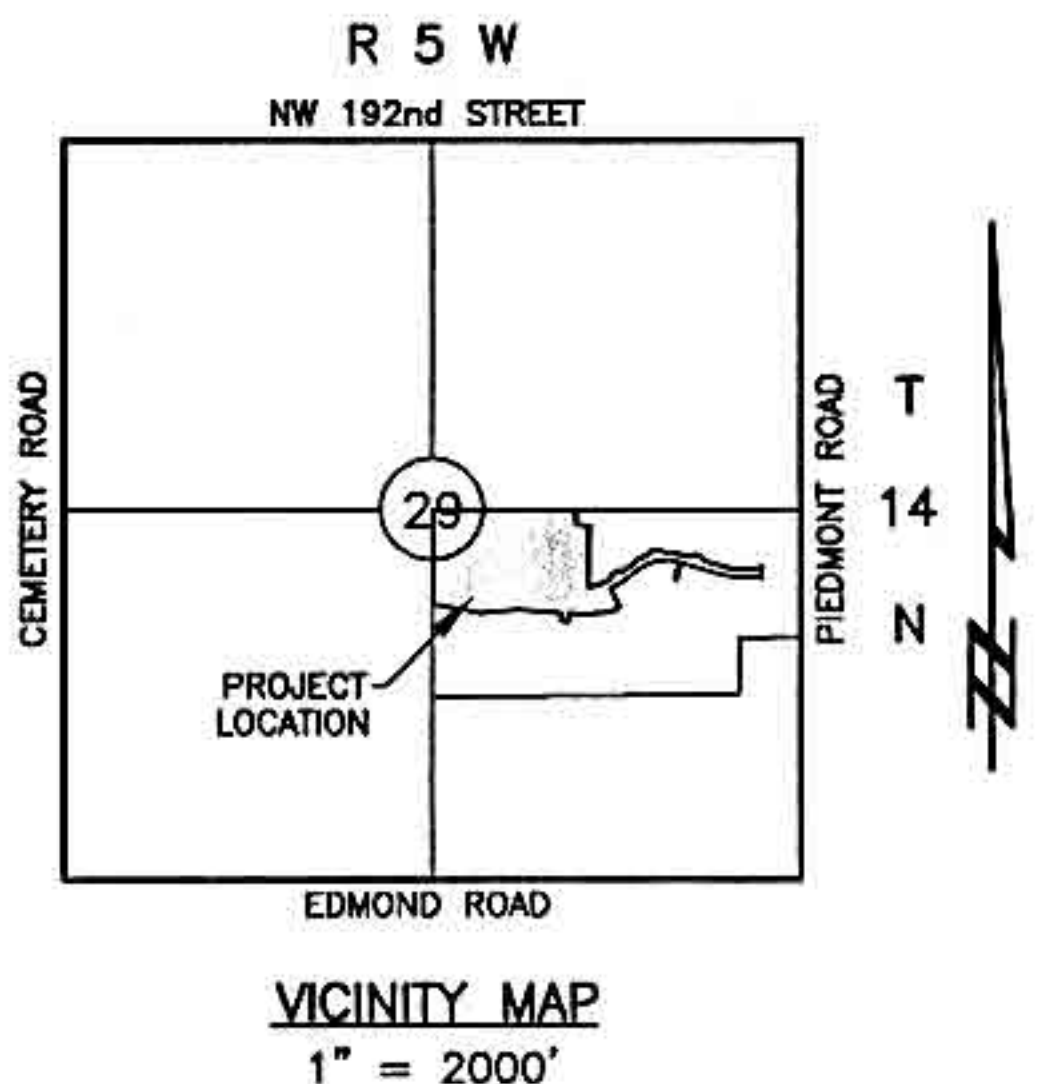 R 5 W
NW 192nd STREET
CEMETERY ROAD
PIEDMONT ROAD
T
14
N
29
PROJECT
LOCATION
EDMOND ROAD
VICINITY MAP
1" = 2000'